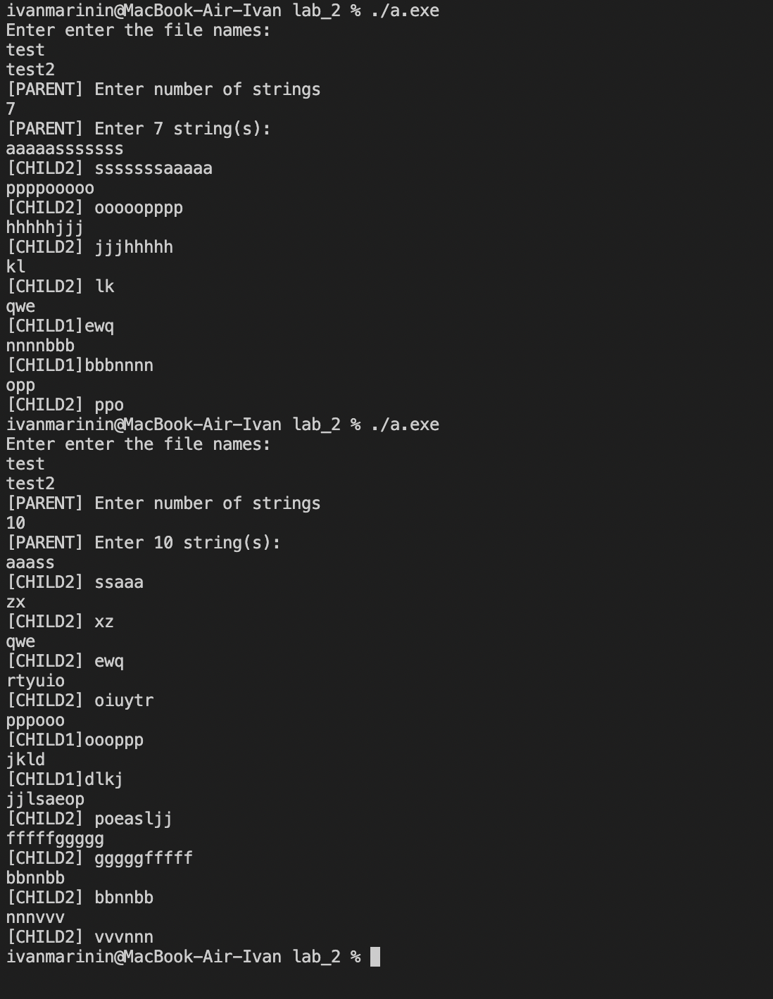 ivanmarinin@MacBook-Air-Ivan lab_2 % ./a.exe
Enter enter the file names:
test
test2
[PARENT] Enter number of strings
7
[PARENT] Enter 7 string(s):
aaaaasssssss
[CHILD2] sssssssaaaaa
ppppooooo
[CHILD2] ooooopppp
hhhhhjjj
[CHILD2] jjjhhhhh
kl
[CHILD2] lk
qwe
[CHILD1]ewq
nnnnbbb
[CHILD1]bbbnnnn
opp
[CHILD2] ppo
ivanmarinin@MacBook-Air-Ivan lab_2 % ./a.exe
Enter enter the file names:
test
test2
[PARENT] Enter number of strings
10
[PARENT] Enter 10 string(s):
aaass
[CHILD2] ssaaa
zx
[CHILD2] xz
qwe
[CHILD2] ewq
rtyuio
[CHILD2] oiuytr
pppooo
[CHILD1]oooppp
jkld
[CHILD1]dlkj
jjlsaeop
[CHILD2] poeasljj
fffffggggg
[CHILD2] gggggfffff
bbnnbb
[CHILD2] bbnnbb
nnnvvv
[CHILD2] vvvnnn
ivanmarinin@MacBook-Air-Ivan lab_2 %